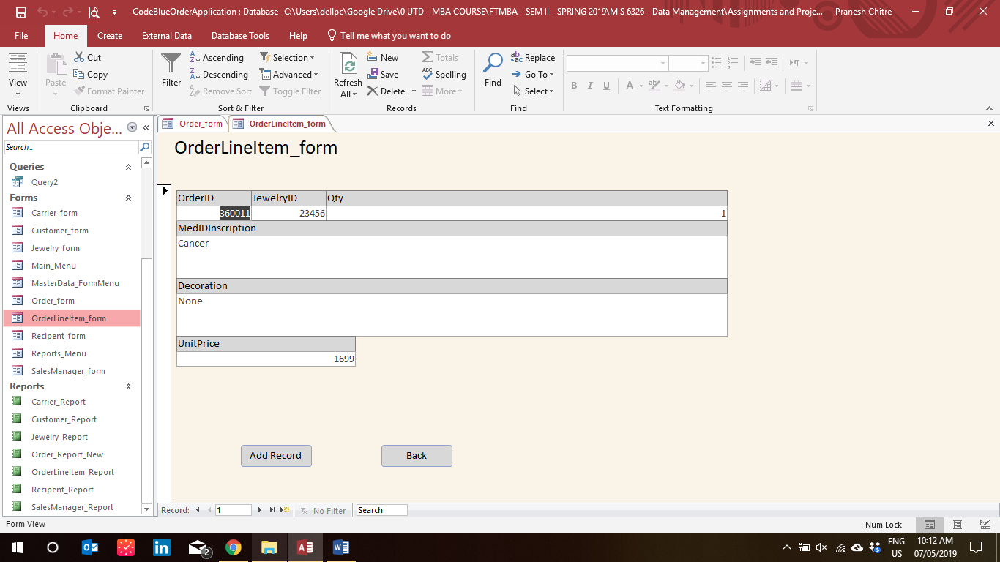 CodeBlueOrderApplication : Database- C:\Users\dellpc\Google Drive\0 UTD - MBA COURSE\FTMBA - SEM II - SPRING 2019\MIS 6326 - Data Management\Assignments and Proje... Pranesh Chitre
File Home Create External Data Database Tools Help Tell me what you want to do
View
Views
Paste
Cut
Copy
Format Painter
Clipboard
Filter
Ascending
Descending
Remove Sort
Selection
Advanced
Toggle Filter
Sort & Filter
Refresh All
New
Save
Delete
Totals
Spelling
More
Records
Find
Replace
Go To
Select
Find
B I U A
Text Formatting
All Access Obje...
Search...
Queries
Query2
Forms
Carrier_form
Customer_form
Jewelry_form
Main_Menu
MasterData_FormMenu
Order_form
OrderLineItem_form
Recipent_form
Reports_Menu
SalesManager_form
Reports
Carrier_Report
Customer_Report
Jewelry_Report
Order_Report_New
OrderLineItem_Report
Recipent_Report
SalesManager_Report
Order_form OrderLineItem_form
OrderLineItem_form
OrderID JewelryID Qty
360011 23456 1
MedIDInscription
Cancer
Decoration
None
UnitPrice
1699
Add Record Back
Record: 1 No Filter Search
Form View Num Lock
2
ENG
US
10:12 AM
07/05/2019